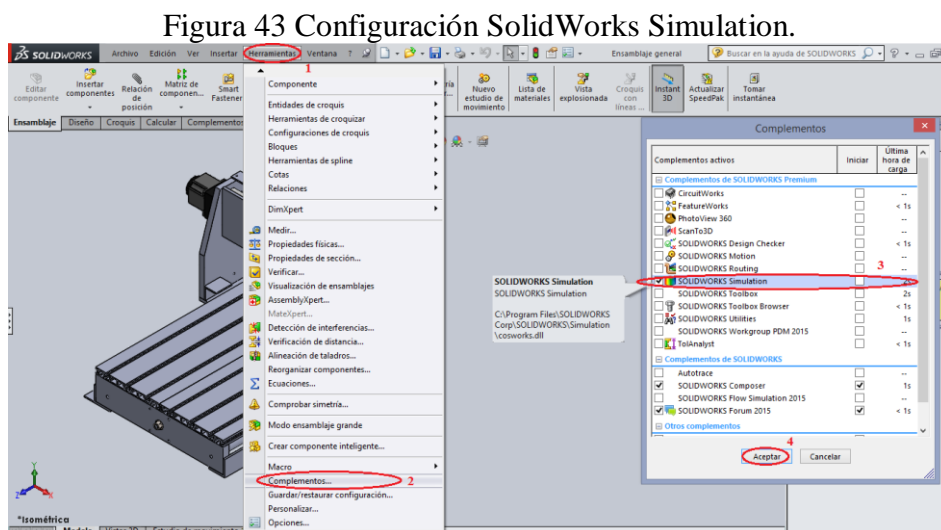 Figura 43 Configuración SolidWorks Simulation.
SOLIDWORKS Archivo Edición Ver Insertar Herramientas Ventana ? Ensamblaje general Buscar en la ayuda de SOLIDWORKS
1
Editar componente
Insertar componentes
Relación de posición
Matriz de componen...
Smart Fastener
Nuevo estudio de movimiento
Lista de materiales
Vista explosionada
Croquis con líneas ...
Instant 3D
Actualizar SpeedPak
Tomar instantánea
Ensamblaje Diseño Croquis Calcular Complementos
Componente
Entidades de croquis
Herramientas de croquizar
Configuraciones de croquis
Bloques
Herramientas de spline
Cotas
Relaciones
DimXpert
Medir...
Propiedades físicas...
Propiedades de sección...
Verificar...
Visualización de ensamblajes
AssemblyXpert...
MateXpert...
Detección de interferencias...
Verificación de distancia...
Alineación de taladros...
Reorganizar componentes...
Ecuaciones...
Comprobar simetría...
Modo ensamblaje grande
Crear componente inteligente...
Macro
Complementos... 2
Guardar/restaurar configuración...
Personalizar...
Opciones...
SOLIDWORKS Simulation
SOLIDWORKS Simulation
C:\Program Files\SOLIDWORKS
Corp\SOLIDWORKS\Simulation
\cosworks.dll
Complementos
Complementos activos Iniciar Última hora de carga
Complementos de SOLIDWORKS Premium
CircuitWorks --
FeatureWorks < 1s
PhotoView 360 --
ScanTo3D --
SOLIDWORKS Design Checker < 1s
SOLIDWORKS Motion --
SOLIDWORKS Routing --
3
SOLIDWORKS Simulation 2s
SOLIDWORKS Toolbox 2s
SOLIDWORKS Toolbox Browser < 1s
SOLIDWORKS Utilities 1s
SOLIDWORKS Workgroup PDM 2015 --
TolAnalyst < 1s
Complementos de SOLIDWORKS
Autotrace --
SOLIDWORKS Composer 1s
SOLIDWORKS Flow Simulation 2015 --
SOLIDWORKS Forum 2015 < 1s
Otros complementos
4
Aceptar Cancelar
Y
Z X
*Isométrica